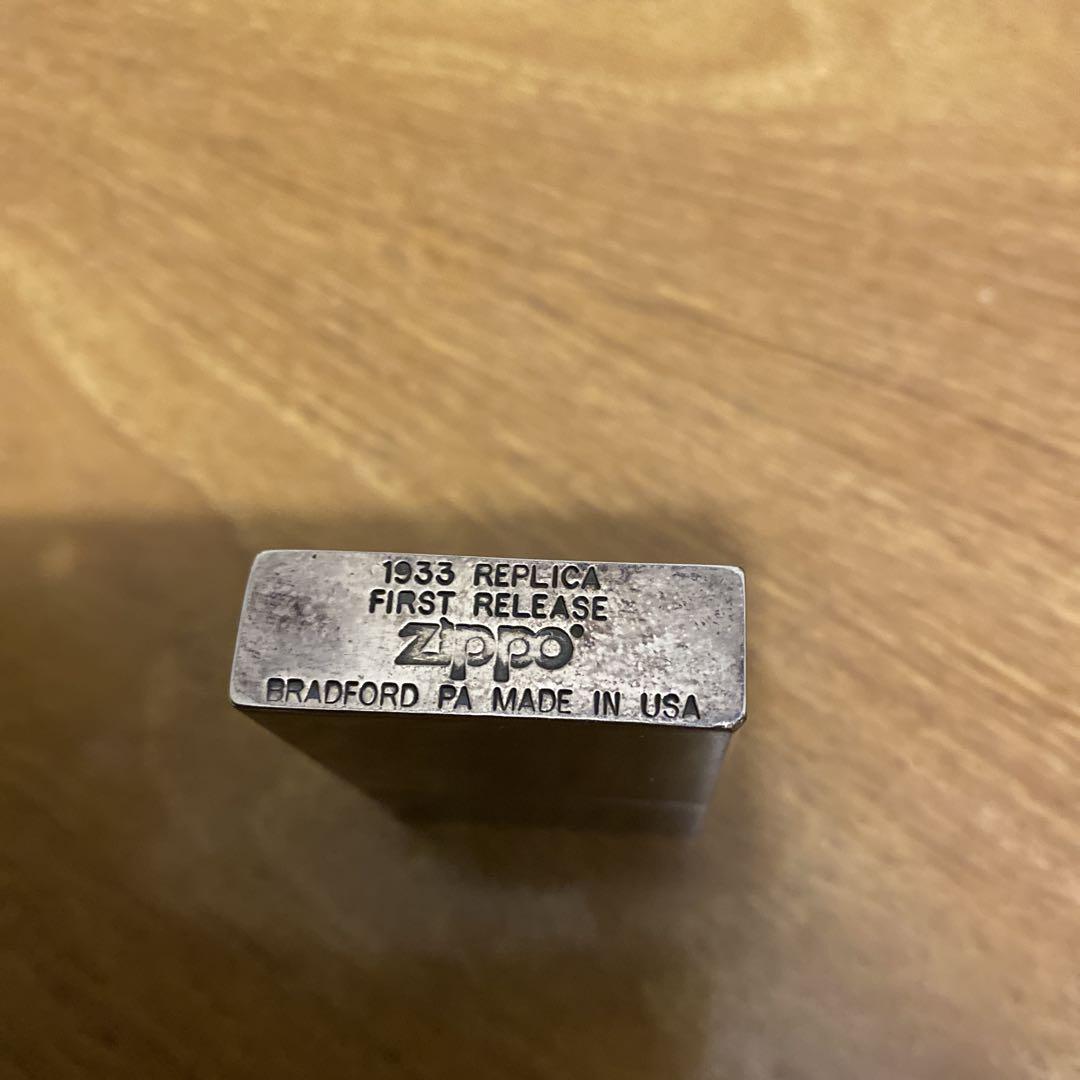 1933 REPLICA
FIRST RELEASE
zippo
BRADFORD PA MADE IN USA